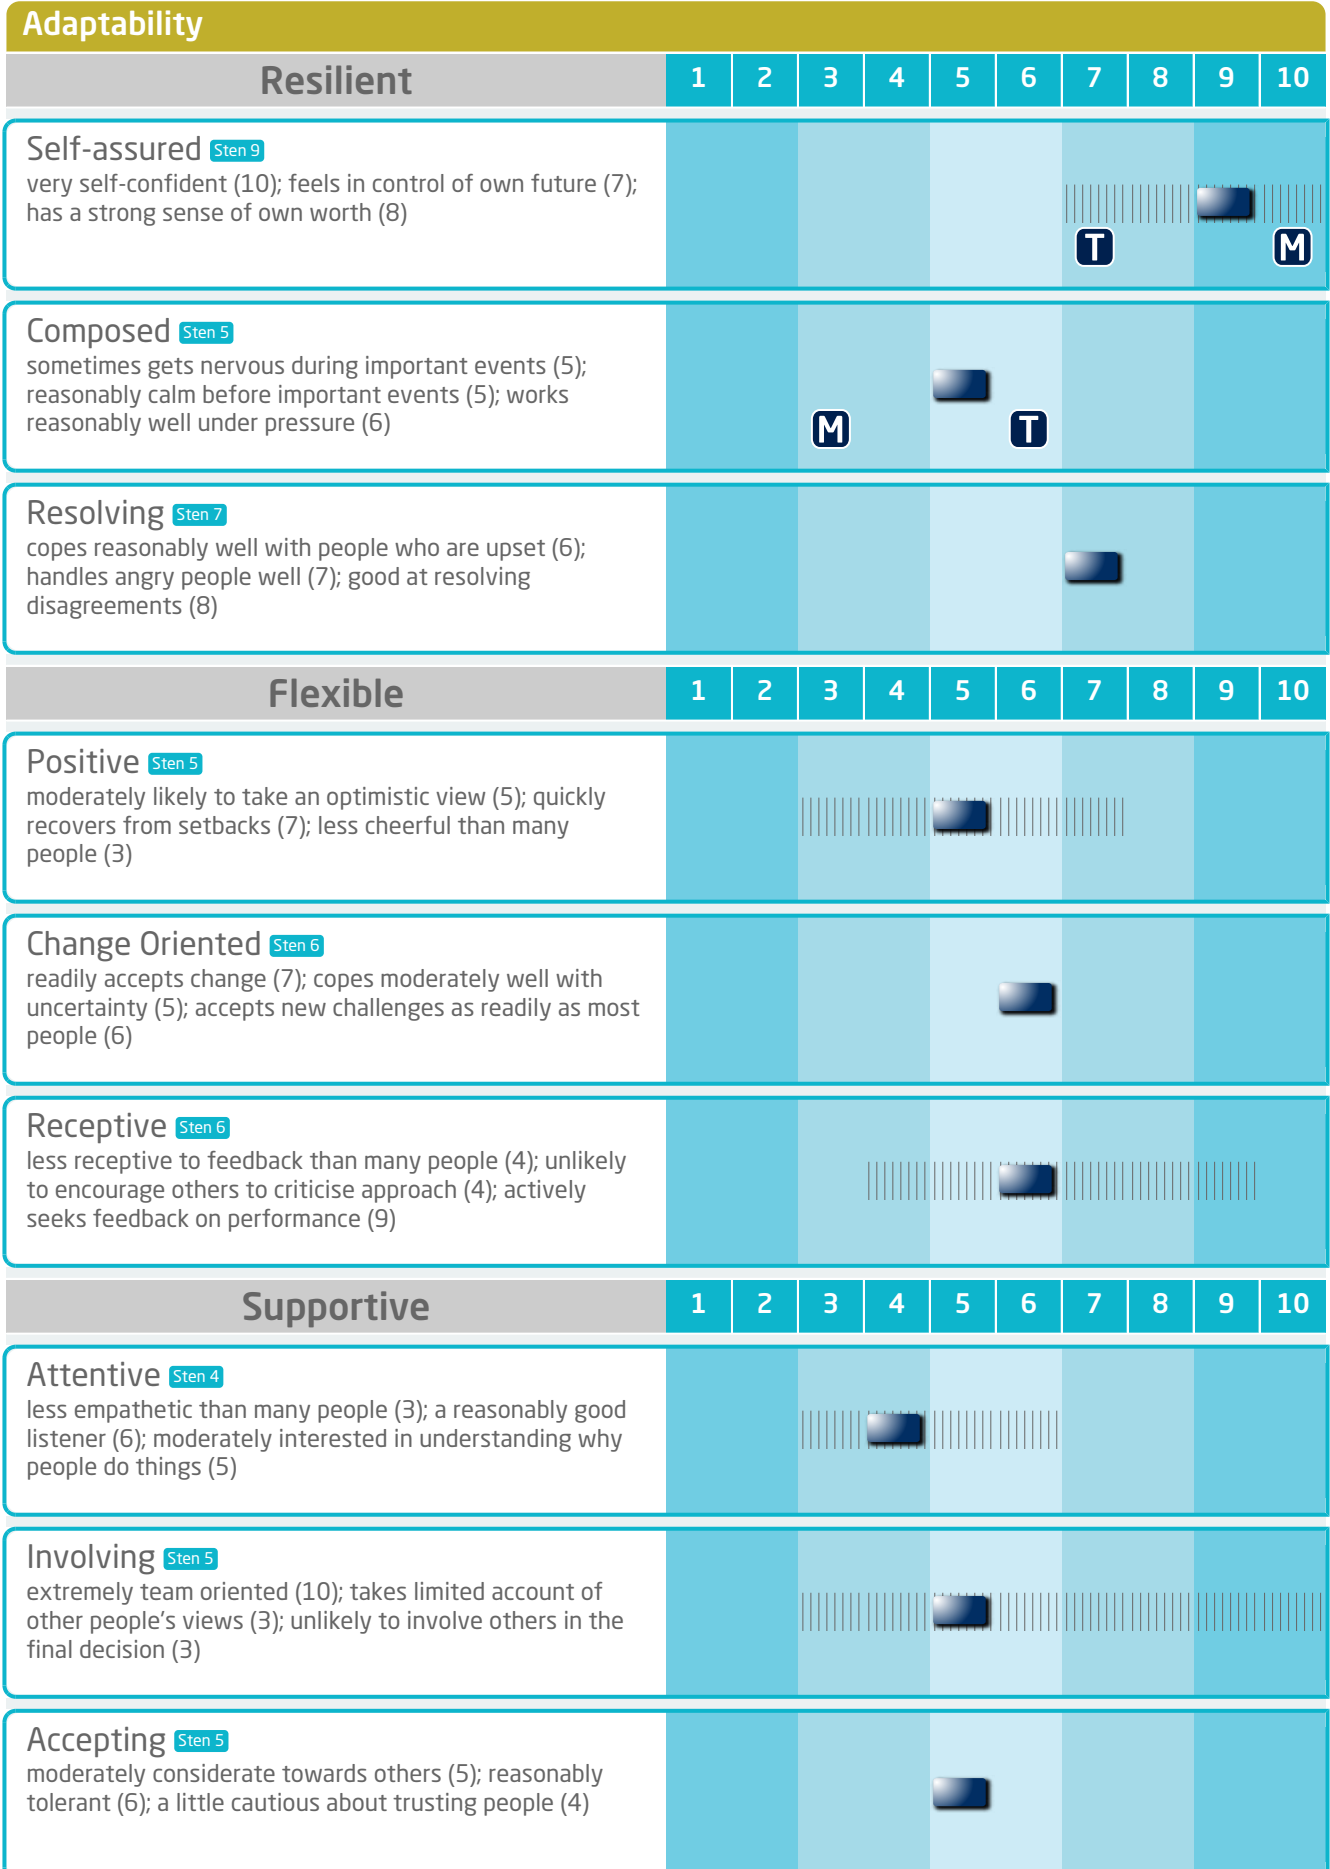 Adaptability
Resilient 1 2 3 4 5 6 7 8 9 10
Self-assured Sten 9
very self-confident (10); feels in control of own future (7);
has a strong sense of own worth (8)
T M
Composed Sten 5
sometimes gets nervous during important events (5);
reasonably calm before important events (5); works
reasonably well under pressure (6)
M T
Resolving Sten 7
copes reasonably well with people who are upset (6);
handles angry people well (7); good at resolving
disagreements (8)
Flexible 1 2 3 4 5 6 7 8 9 10
Positive Sten 5
moderately likely to take an optimistic view (5); quickly
recovers from setbacks (7); less cheerful than many
people (3)
Change Oriented Sten 6
readily accepts change (7); copes moderately well with
uncertainty (5); accepts new challenges as readily as most
people (6)
Receptive Sten 6
less receptive to feedback than many people (4); unlikely
to encourage others to criticise approach (4); actively
seeks feedback on performance (9)
Supportive 1 2 3 4 5 6 7 8 9 10
Attentive Sten 4
less empathetic than many people (3); a reasonably good
listener (6); moderately interested in understanding why
people do things (5)
Involving Sten 5
extremely team oriented (10); takes limited account of
other people's views (3); unlikely to involve others in the
final decision (3)
Accepting Sten 5
moderately considerate towards others (5); reasonably
tolerant (6); a little cautious about trusting people (4)